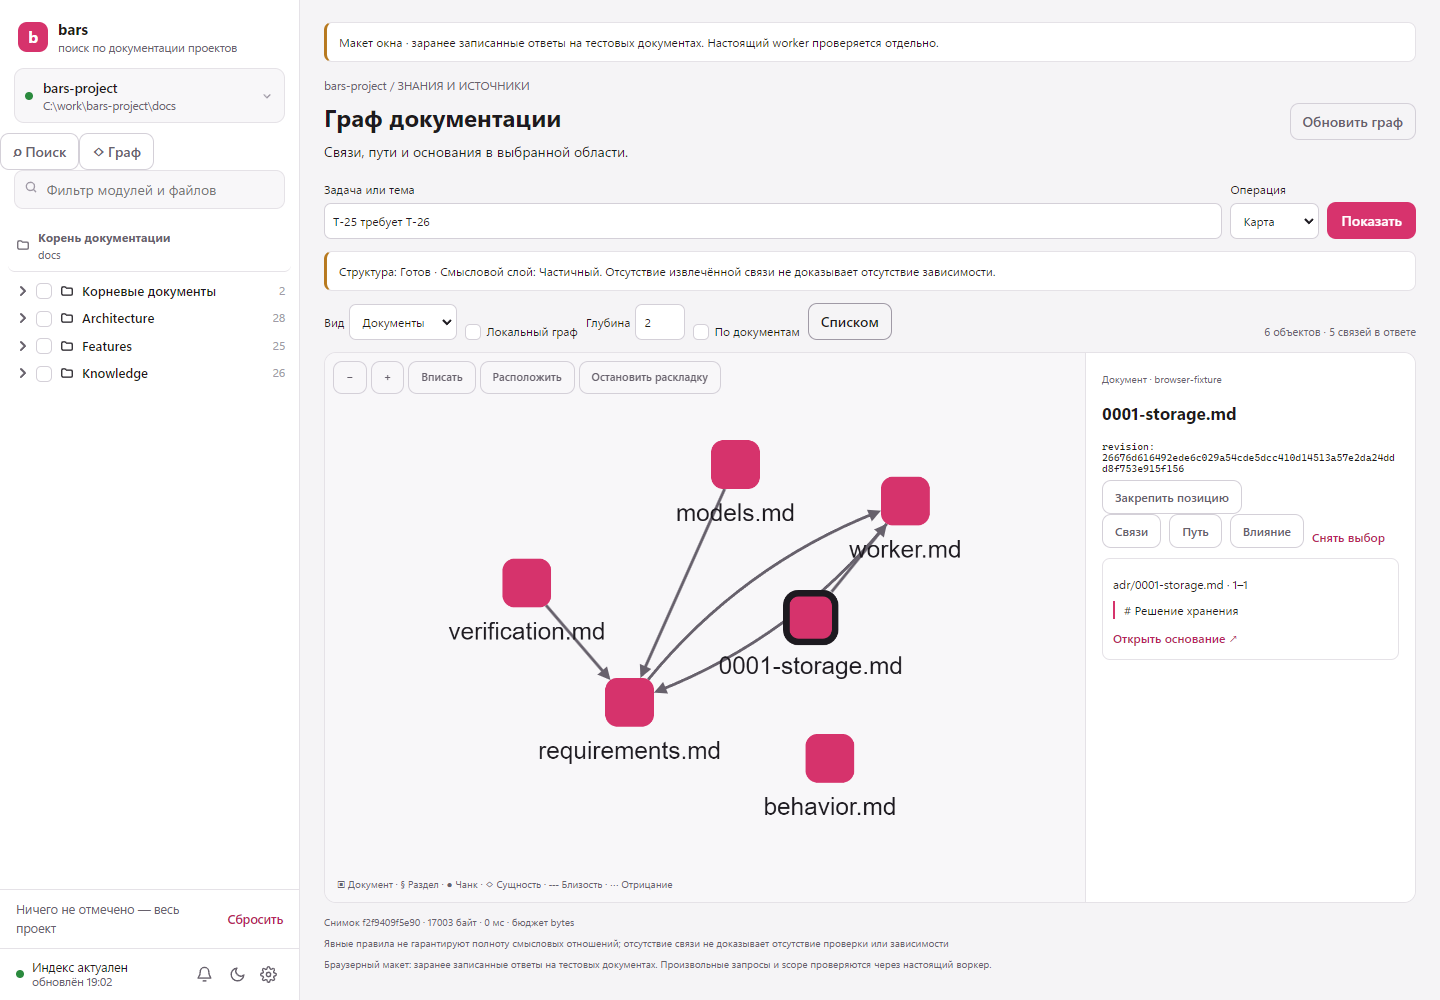 b
bars
поиск по документации проектов
bars-project
C:\work\bars-project\docs
Поиск
Граф
Фильтр модулей и файлов
Корень документации
docs
Корневые документы 2
Architecture 28
Features 25
Knowledge 26
Ничего не отмечено — весь
проект
Сбросить
Индекс актуален
обновлён 19:02
Макет окна · заранее записанные ответы на тестовых документах. Настоящий worker проверяется отдельно.
bars-project / ЗНАНИЯ И ИСТОЧНИКИ
Граф документации
Обновить граф
Связи, пути и основания в выбранной области.
Задача или тема
Операция
T-25 требует T-26
Карта
Показать
Структура: Готов · Смысловой слой: Частичный. Отсутствие извлечённой связи не доказывает отсутствие зависимости.
Вид
Документы
Локальный граф
Глубина
2
По документам
Списком
6 объектов · 5 связей в ответе
−
+
Вписать
Расположить
Остановить раскладку
models.md
worker.md
verification.md
0001-storage.md
requirements.md
behavior.md
▣ Документ · § Раздел · ● Чанк · ◇ Сущность · --- Близость · ··· Отрицание
Документ · browser-fixture
0001-storage.md
revision:
26676d616492ede6c029a54cde5dcc410d14513a57e2da24dd
d8f753e915f156
Закрепить позицию
Связи
Путь
Влияние
Снять выбор
adr/0001-storage.md · 1–1
# Решение хранения
Открыть основание ↗
Снимок f2f9409f5e90 · 17003 байт · 0 мс · бюджет bytes
Явные правила не гарантируют полноту смысловых отношений; отсутствие связи не доказывает отсутствие проверки или зависимости
Браузерный макет: заранее записанные ответы на тестовых документах. Произвольные запросы и scope проверяются через настоящий воркер.